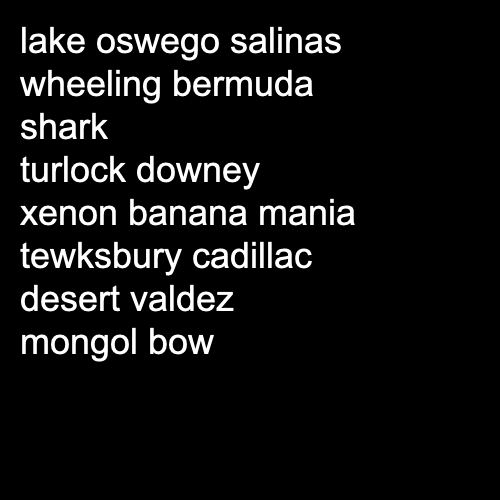 lake oswego salinas
wheeling bermuda
shark
turlock downey
xenon banana mania
tewksbury cadillac
desert valdez
mongol bow